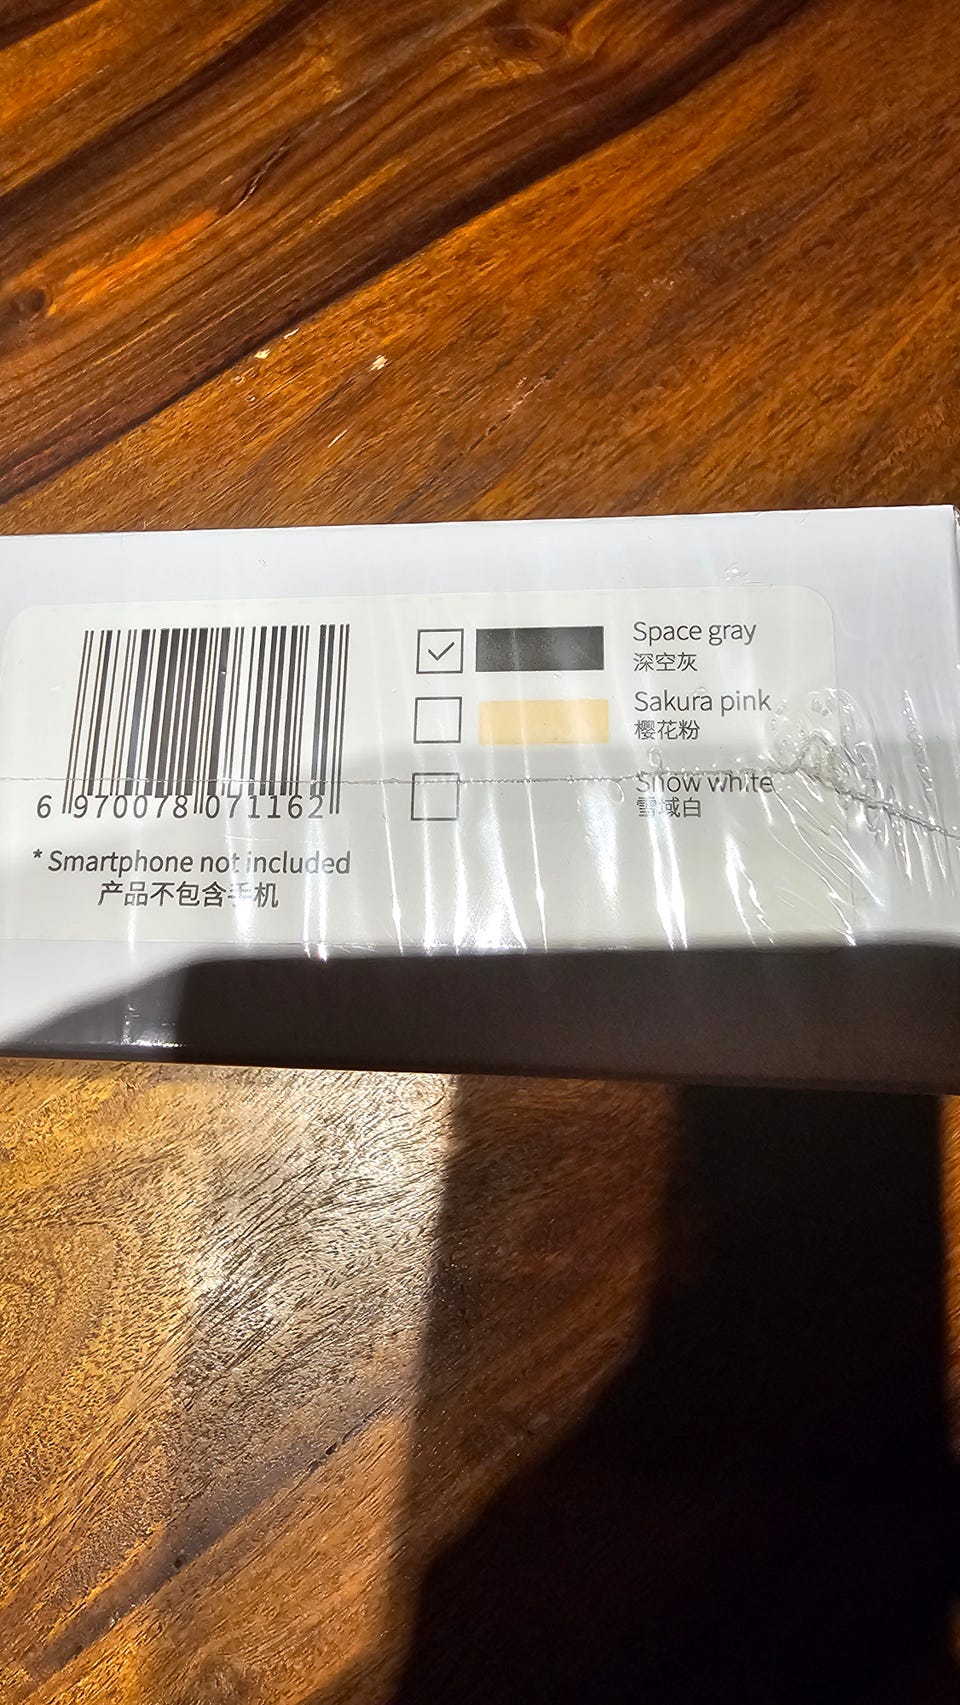 6 970078 071162
* Smartphone not included
产品不包含手机
Space gray
深空灰
Sakura pink
樱花粉
Snow white
雪域白